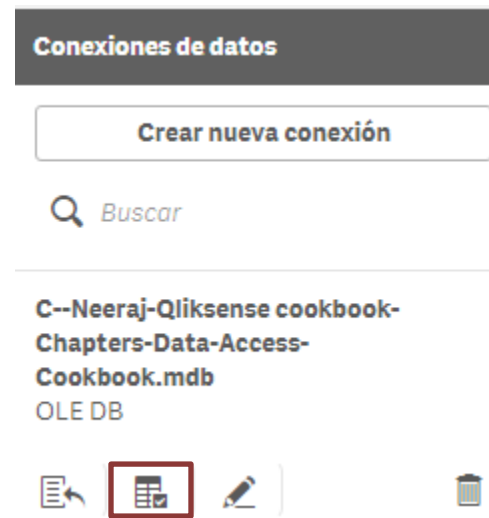 Conexiones de datos
Crear nueva conexión
Buscar
C--Neeraj-Qliksense cookbook-
Chapters-Data-Access-
Cookbook.mdb
OLE DB